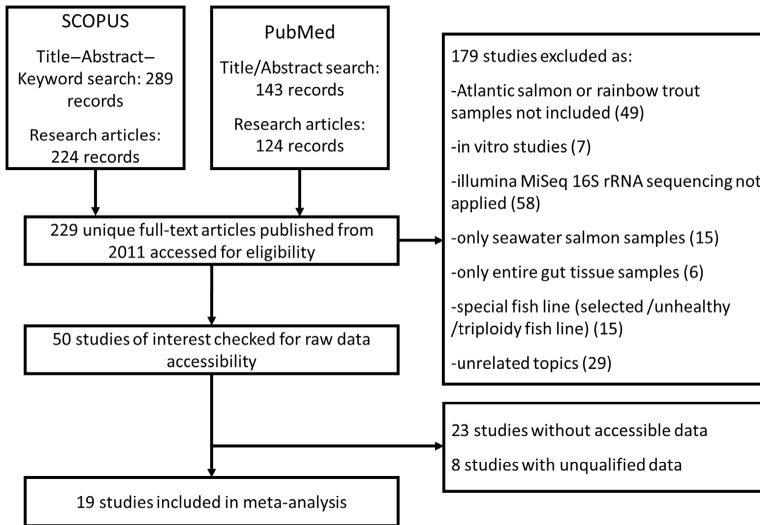 SCOPUS
Title–Abstract–
Keyword search: 289
records
Research articles:
224 records
PubMed
Title/Abstract search:
143 records
Research articles:
124 records
229 unique full-text articles published from
2011 accessed for eligibility
179 studies excluded as:
-Atlantic salmon or rainbow trout
samples not included (49)
-in vitro studies (7)
-illumina MiSeq 16S rRNA sequencing not
applied (58)
-only seawater salmon samples (15)
-only entire gut tissue samples (6)
-special fish line (selected /unhealthy
/triploidy fish line) (15)
-unrelated topics (29)
50 studies of interest checked for raw data
accessibility
23 studies without accessible data
8 studies with unqualified data
19 studies included in meta-analysis